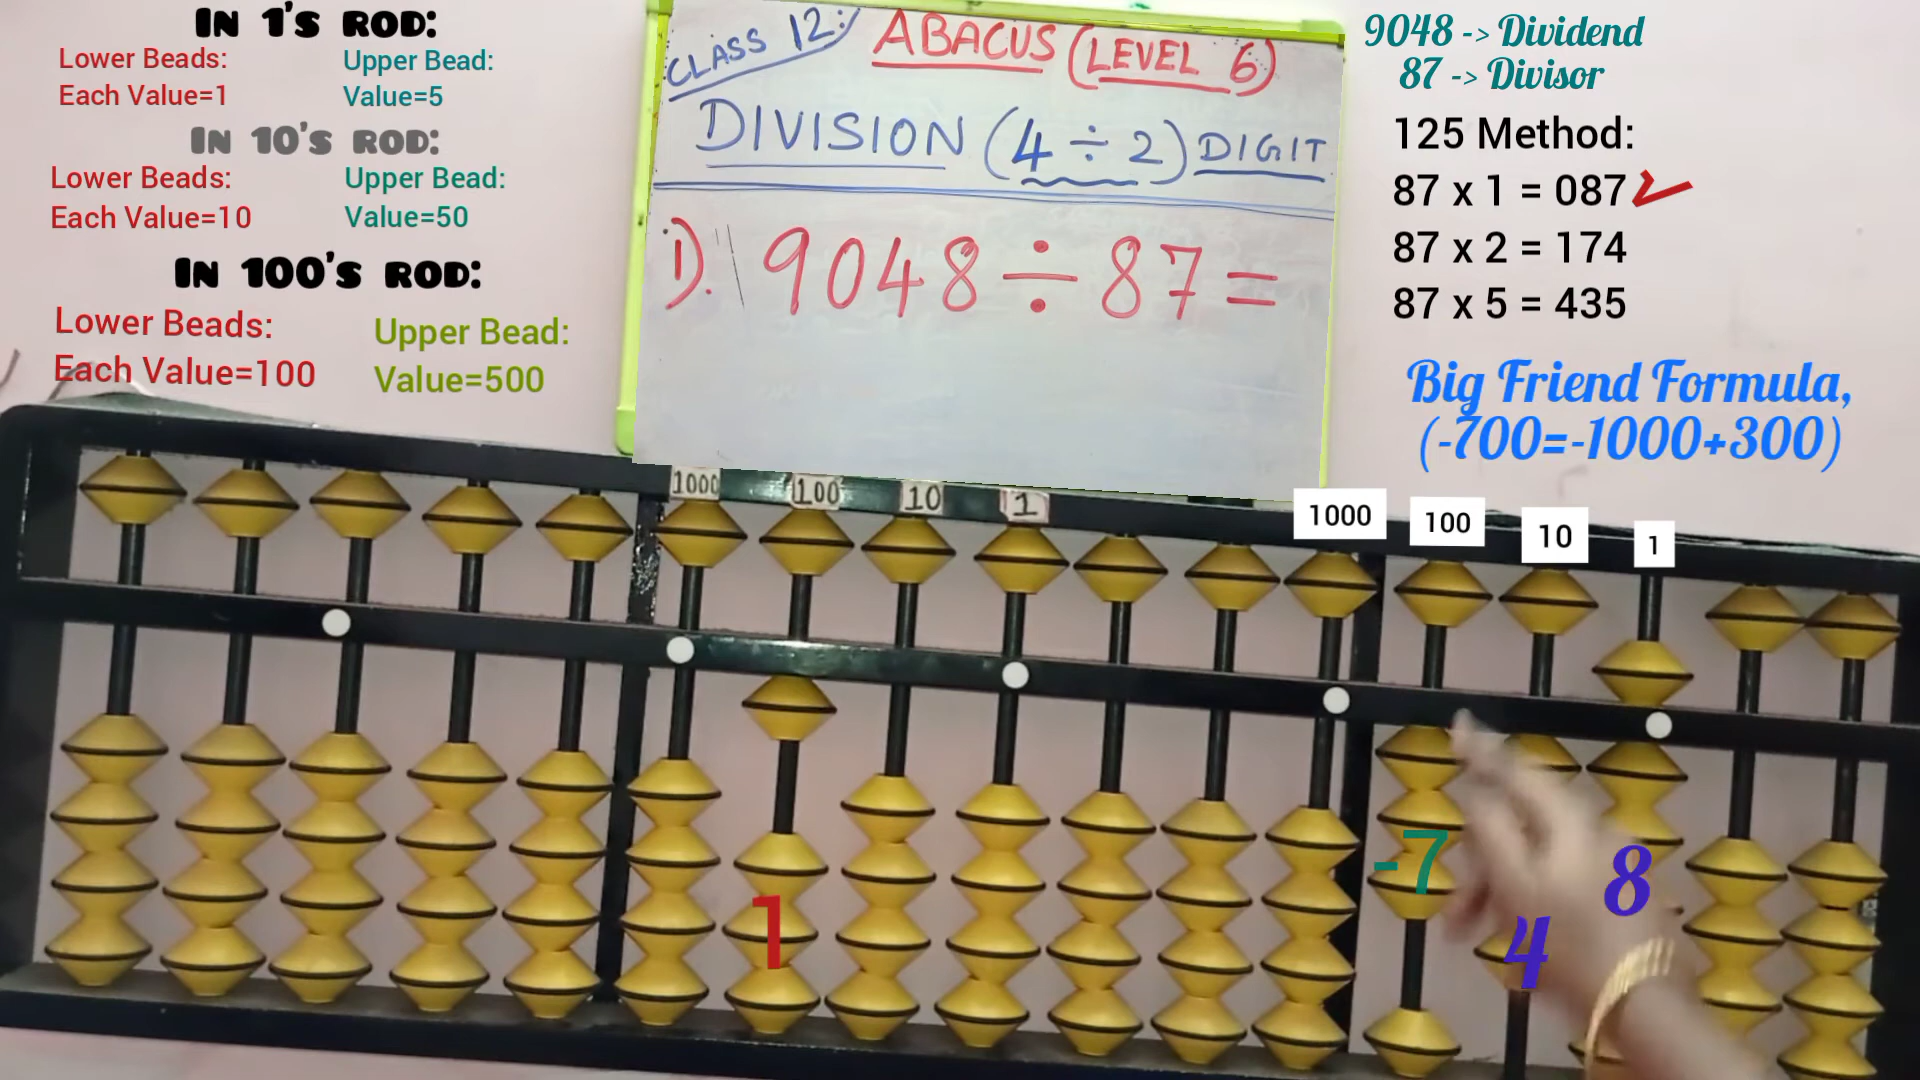 In 1's rod:
Lower Beads:
Each Value=1
Upper Bead:
Value=5
In 10's rod:
Lower Beads:
Each Value=10
Upper Bead:
Value=50
In 100's rod:
Lower Beads:
Each Value=100
Upper Bead:
Value=500
CLASS 12:
ABACUS (LEVEL 6)
DIVISION (4 ÷ 2) DIGIT
1). 9048 ÷ 87 =
9048 -> Dividend
87 -> Divisor
125 Method:
87 x 1 = 087
87 x 2 = 174
87 x 5 = 435
Big Friend Formula,
(-700=-1000+300)
1000 100 10 1
1000 100 10 1
1
-7
4
8